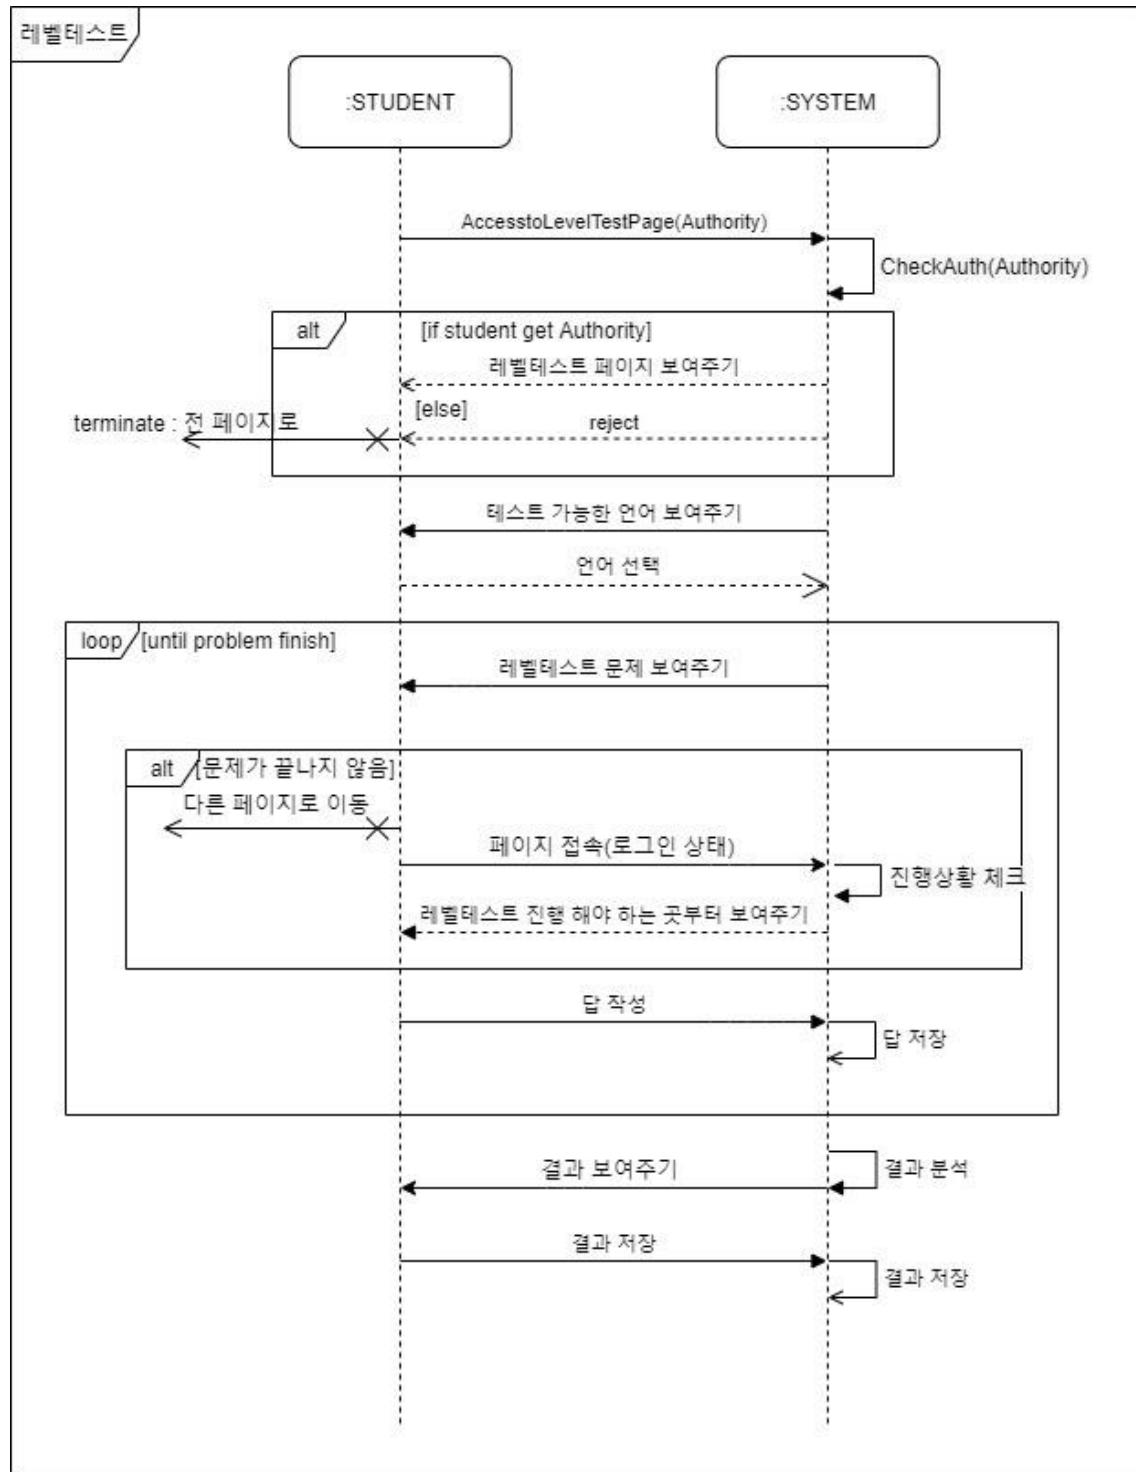 레벨테스트
:STUDENT
:SYSTEM
AccesstoLevelTestPage(Authority)
CheckAuth(Authority)
alt
[if student get Authority]
레벨테스트 페이지 보여주기
[else]
reject
terminate : 전 페이지로
테스트 가능한 언어 보여주기
언어 선택
loop
[until problem finish]
레벨테스트 문제 보여주기
alt
[문제가 끝나지 않음]
다른 페이지로 이동
페이지 접속(로그인 상태)
진행상황 체크
레벨테스트 진행 해야 하는 곳부터 보여주기
답 작성
답 저장
결과 보여주기
결과 분석
결과 저장
결과 저장